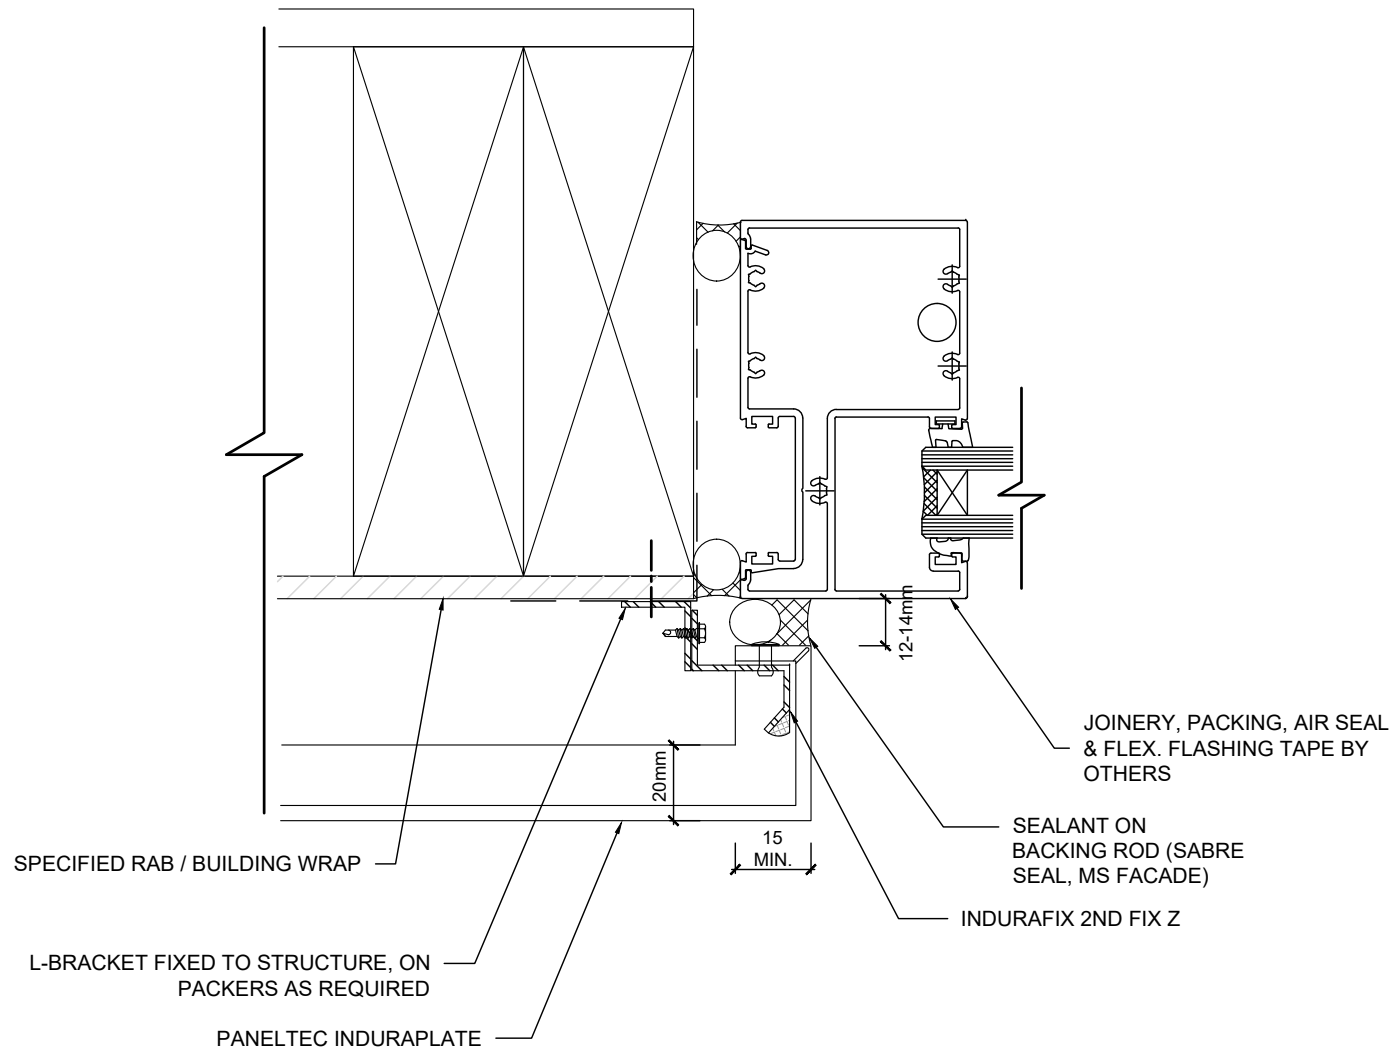 12-14mm
JOINERY, PACKING, AIR SEAL
& FLEX. FLASHING TAPE BY
OTHERS
20mm
15
MIN.
SEALANT ON
BACKING ROD (SABRE
SEAL, MS FACADE)
SPECIFIED RAB / BUILDING WRAP
INDURAFIX 2ND FIX Z
L-BRACKET FIXED TO STRUCTURE, ON
PACKERS AS REQUIRED
PANELTEC INDURAPLATE